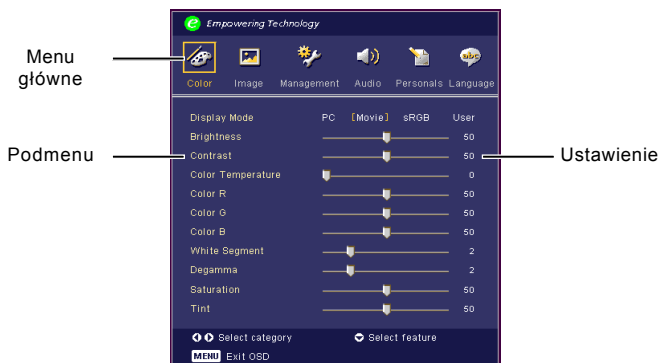 Empowering Technology
Menu
główne
Color Image Management Audio Personals Language
Display Mode PC [Movie] sRGB User
Brightness 50
Podmenu Contrast 50 Ustawienie
Color Temperature 0
Color R 50
Color G 50
Color B 50
White Segment 2
Degamma 2
Saturation 50
Tint 50
Select category Select feature
MENU Exit OSD